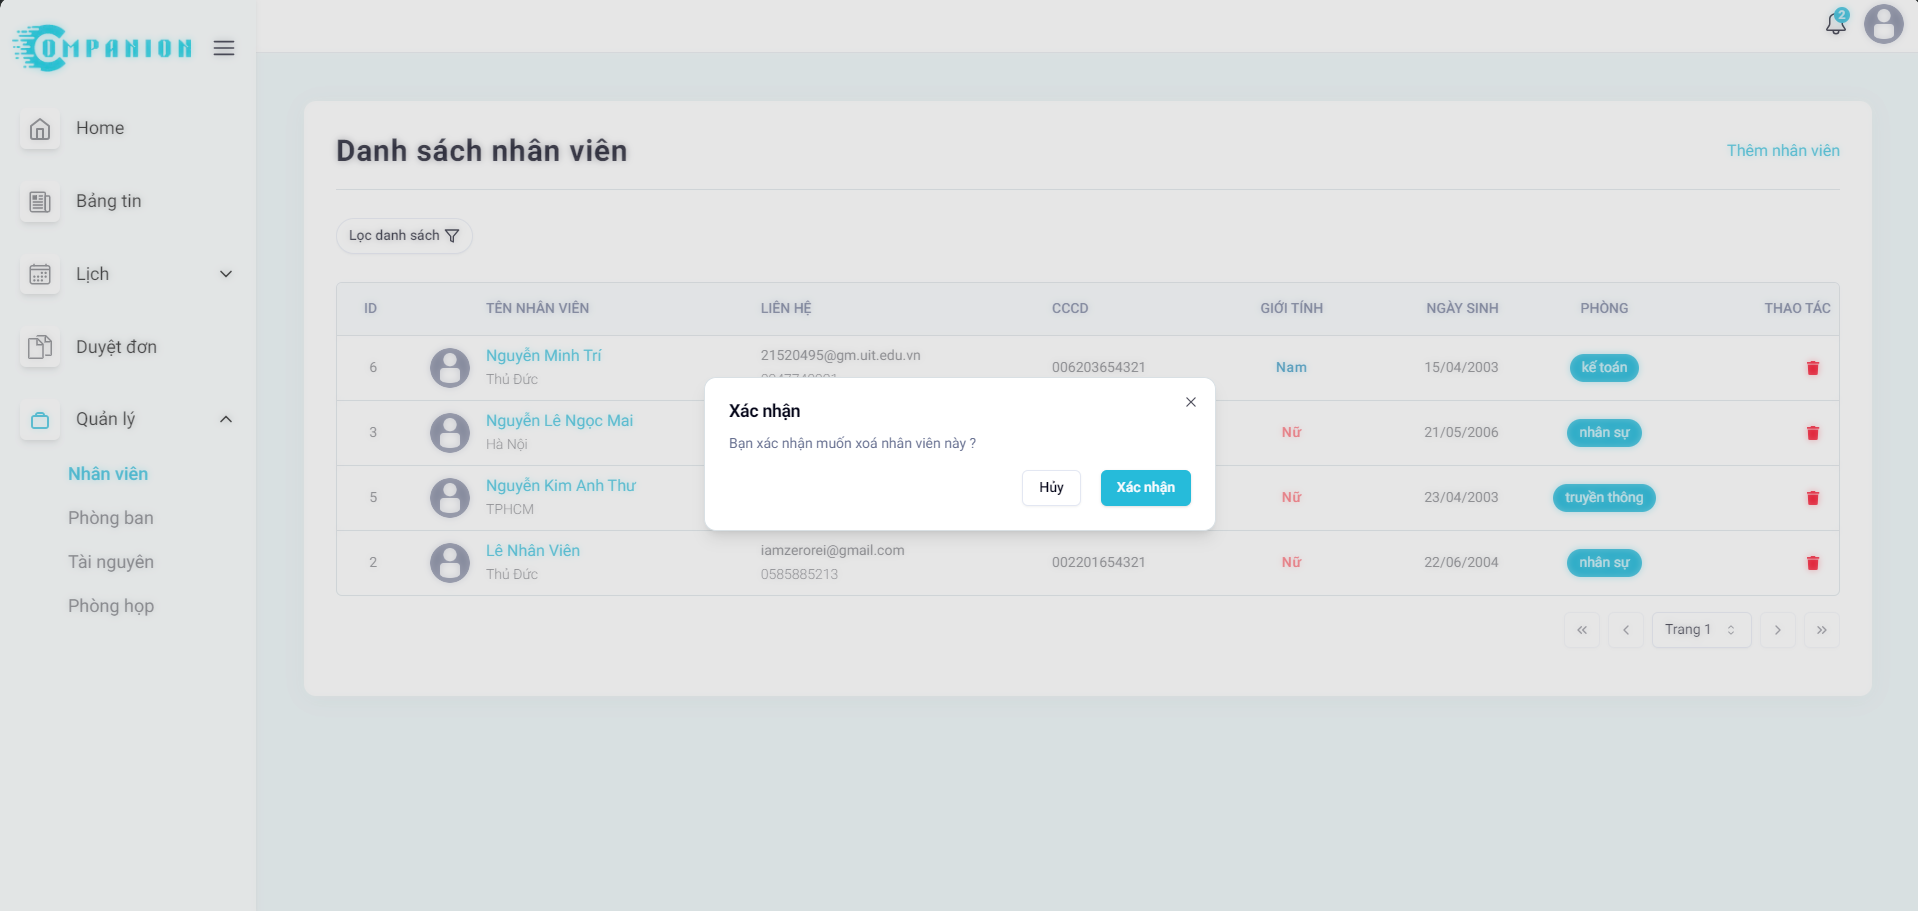 COMPANION
2
Home
Bảng tin
Lịch
Duyệt đơn
Quản lý
Nhân viên
Phòng ban
Tài nguyên
Phòng họp
Danh sách nhân viên
Thêm nhân viên
Lọc danh sách
ID TÊN NHÂN VIÊN LIÊN HỆ CCCD GIỚI TÍNH NGÀY SINH PHÒNG THAO TÁC
6 Nguyễn Minh Trí 21520495@gm.uit.edu.vn 006203654321 Nam 15/04/2003 kế toán
Thủ Đức
3 Nguyễn Lê Ngọc Mai Nữ 21/05/2006 nhân sự
Hà Nội
5 Nguyễn Kim Anh Thư Nữ 23/04/2003 truyền thông
TPHCM
2 Lê Nhân Viên iamzerorei@gmail.com 002201654321 Nữ 22/06/2004 nhân sự
Thủ Đức 0585885213
Xác nhận
Bạn xác nhận muốn xoá nhân viên này ?
Hủy Xác nhận
Trang 1